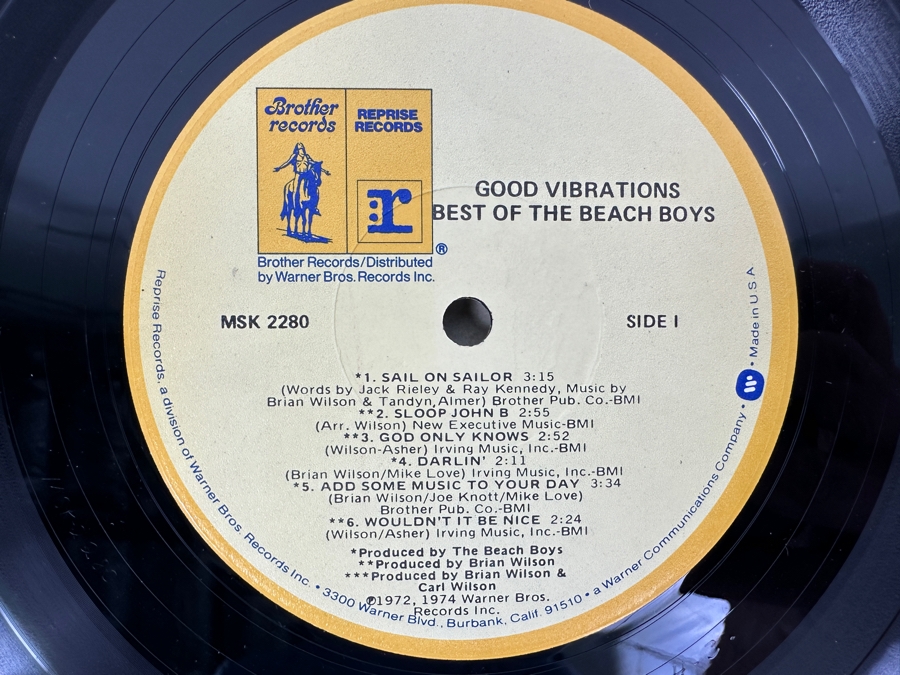 Brother
records
REPRISE
RECORDS
r
®
Brother Records/Distributed
by Warner Bros. Records Inc.
GOOD VIBRATIONS
BEST OF THE BEACH BOYS
MSK 2280
SIDE I
*1. SAIL ON SAILOR 3:15
(Words by Jack Rieley & Ray Kennedy, Music by
Brian Wilson & Tandyn,Almer) Brother Pub. Co.-BMI
**2. SLOOP JOHN B 2:55
(Arr. Wilson) New Executive Music-BMI
**3. GOD ONLY KNOWS 2:52
(Wilson-Asher) Irving Music, Inc.-BMI
*4. DARLIN' 2:11
(Brian Wilson/Mike Love) Irving Music, Inc.-BMI
*5. ADD SOME MUSIC TO YOUR DAY 3:34
(Brian Wilson/Joe Knott/Mike Love)
Brother Pub. Co.-BMI
**6. WOULDN'T IT BE NICE 2:24
(Wilson/Asher) Irving Music, Inc.-BMI
*Produced by The Beach Boys
**Produced by Brian Wilson
***Produced by Brian Wilson &
Carl Wilson
℗1972, 1974 Warner Bros.
Records Inc.
Reprise Records, a division of Warner Bros. Records Inc. • 3300 Warner Blvd., Burbank, Calif. 91510 • a Warner Communications Company • W • Made in U S A